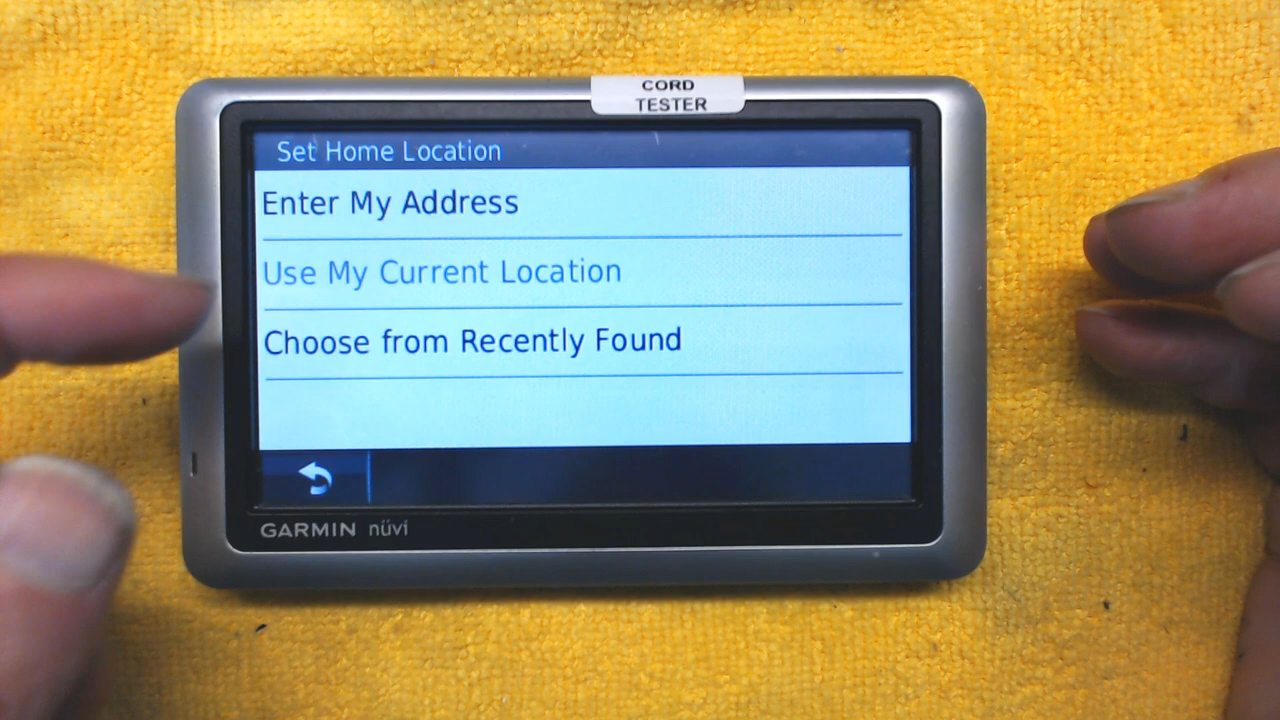 CORD
TESTER
Set Home Location
Enter My Address
Use My Current Location
Choose from Recently Found
GARMIN nüvi